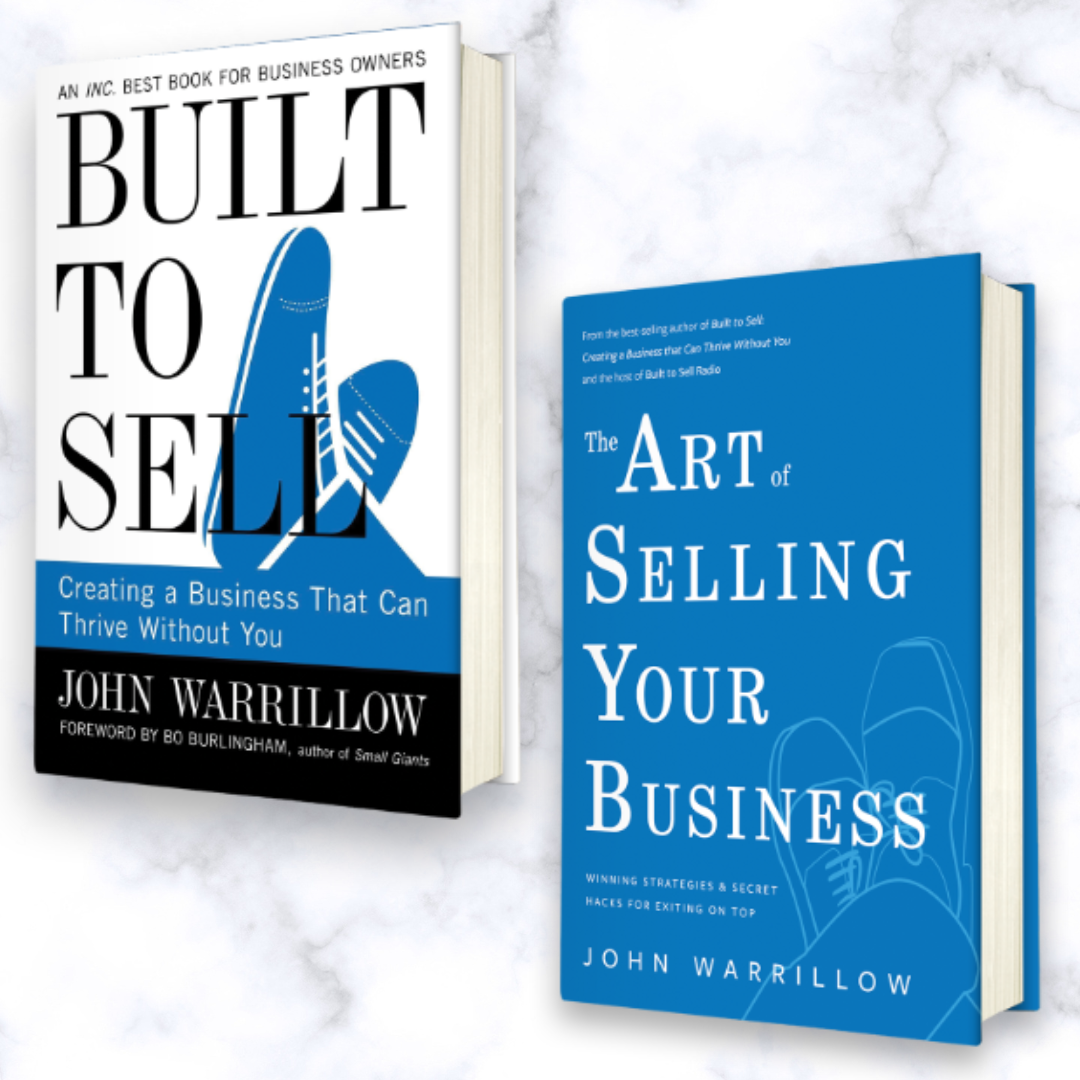 AN INC. BEST BOOK FOR BUSINESS OWNERS
BUILT
TO
SELL
Creating a Business That Can
Thrive Without You
JOHN WARRILLOW
FOREWORD BY BO BURLINGHAM, author of Small Giants
From the best-selling author of Built to Sell:
Creating a Business that Can Thrive Without You
and the host of Built to Sell Radio
The ART of
SELLING
YOUR
BUSINESS
WINNING STRATEGIES & SECRET
HACKS FOR EXITING ON TOP
JOHN WARRILLOW